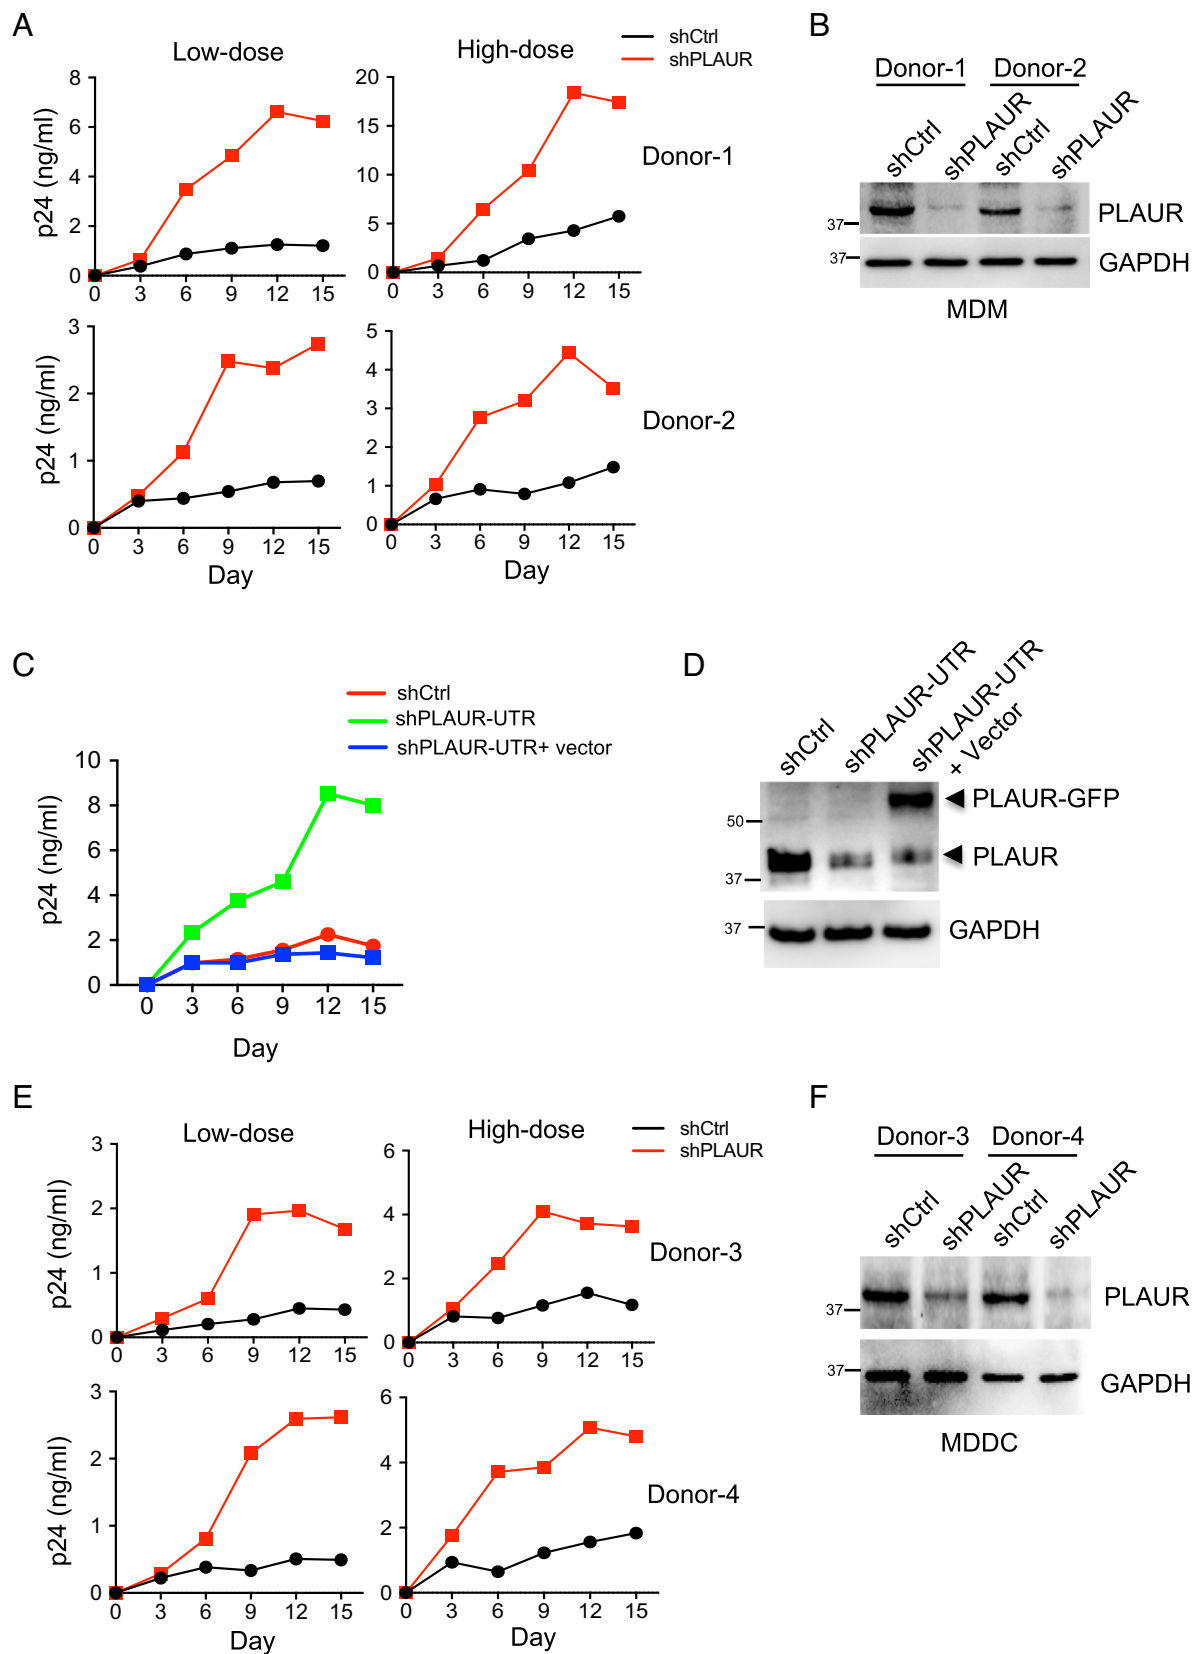 A
Low-dose
High-dose
shCtrl
shPLAUR
p24 (ng/ml)
8
6
4
2
0
0 3 6 9 12 15
20
15
10
5
0
0 3 6 9 12 15
Donor-1
p24 (ng/ml)
3
2
1
0
0 3 6 9 12 15
Day
5
4
3
2
1
0
0 3 6 9 12 15
Day
Donor-2
B
Donor-1 Donor-2
shCtrl shPLAUR shCtrl shPLAUR
37
PLAUR
37
GAPDH
MDM
C
shCtrl
shPLAUR-UTR
shPLAUR-UTR+ vector
p24 (ng/ml)
10
8
6
4
2
0
0 3 6 9 12 15
Day
D
shCtrl
shPLAUR-UTR
shPLAUR-UTR
+ Vector
PLAUR-GFP
50
PLAUR
37
37
GAPDH
E
Low-dose
High-dose
shCtrl
shPLAUR
p24 (ng/ml)
3
2
1
0
0 3 6 9 12 15
6
4
2
0
0 3 6 9 12 15
Donor-3
p24 (ng/ml)
3
2
1
0
0 3 6 9 12 15
Day
6
4
2
0
0 3 6 9 12 15
Day
Donor-4
F
Donor-3 Donor-4
shCtrl shPLAUR shCtrl shPLAUR
37
PLAUR
37
GAPDH
MDDC